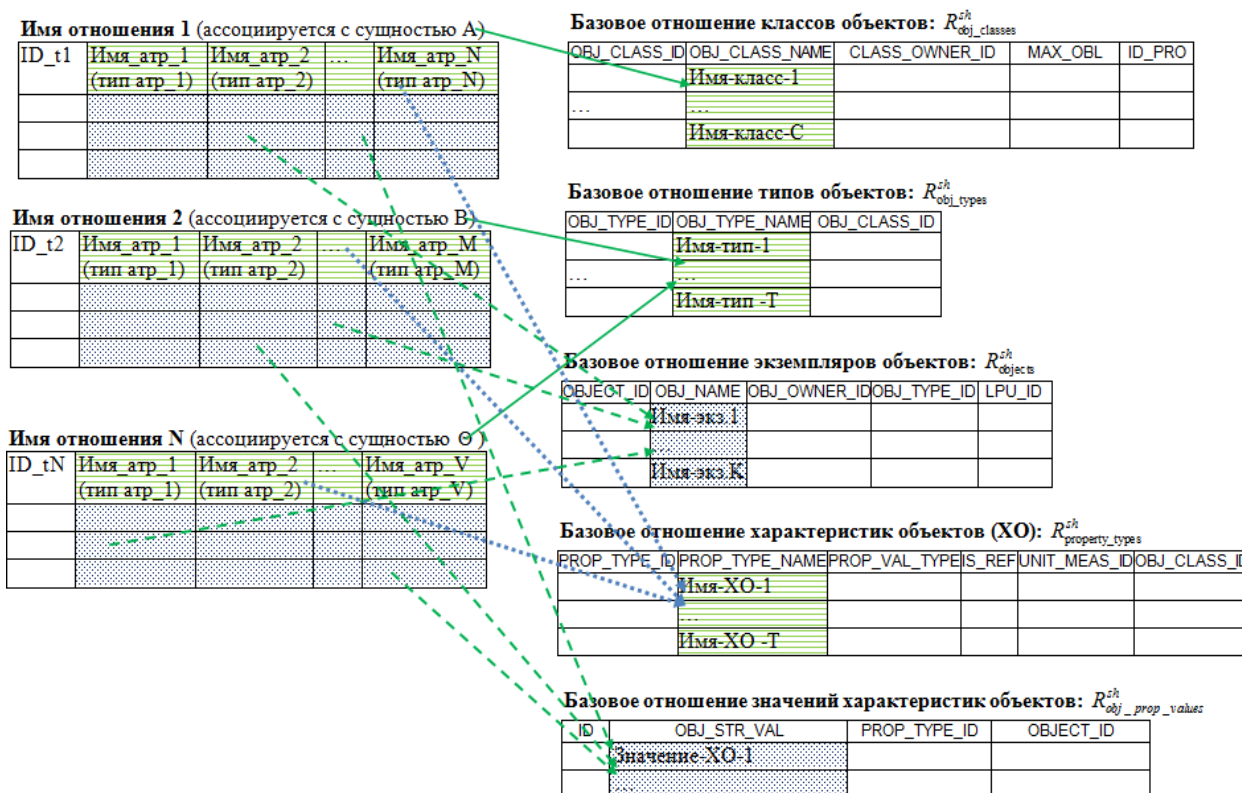 Имя отношения 1 (ассоциируется с сущностью А)
ID_t1 Имя_атр_1 Имя_атр_2 … Имя_атр_N
(тип атр_1) (тип атр_2) (тип атр_N)
Имя отношения 2 (ассоциируется с сущностью В)
ID_t2 Имя_атр_1 Имя_атр_2 … Имя_атр_M
(тип атр_1) (тип атр_2) (тип атр_M)
Имя отношения N (ассоциируется с сущностью Θ )
ID_tN Имя_атр_1 Имя_атр_2 … Имя_атр_V
(тип атр_1) (тип атр_2) (тип атр_V)
Базовое отношение классов объектов: R^sh_obj_classes
OBJ_CLASS_ID OBJ_CLASS_NAME CLASS_OWNER_ID MAX_OBL ID_PRO
Имя-класс-1
… …
Имя-класс-С
Базовое отношение типов объектов: R^sh_obj_types
OBJ_TYPE_ID OBJ_TYPE_NAME OBJ_CLASS_ID
Имя-тип-1
… …
Имя-тип -Т
Базовое отношение экземпляров объектов: R^sh_objects
OBJECT_ID OBJ_NAME OBJ_OWNER_ID OBJ_TYPE_ID LPU_ID
Имя-экз.1
…
Имя-экз.К
Базовое отношение характеристик объектов (ХО): R^sh_property_types
PROP_TYPE_ID PROP_TYPE_NAME PROP_VAL_TYPE IS_REF UNIT_MEAS_ID OBJ_CLASS_ID
Имя-ХО-1
…
Имя-ХО -Т
Базовое отношение значений характеристик объектов: R^sh_obj_prop_values
ID OBJ_STR_VAL PROP_TYPE_ID OBJECT_ID
Значение-ХО-1
…